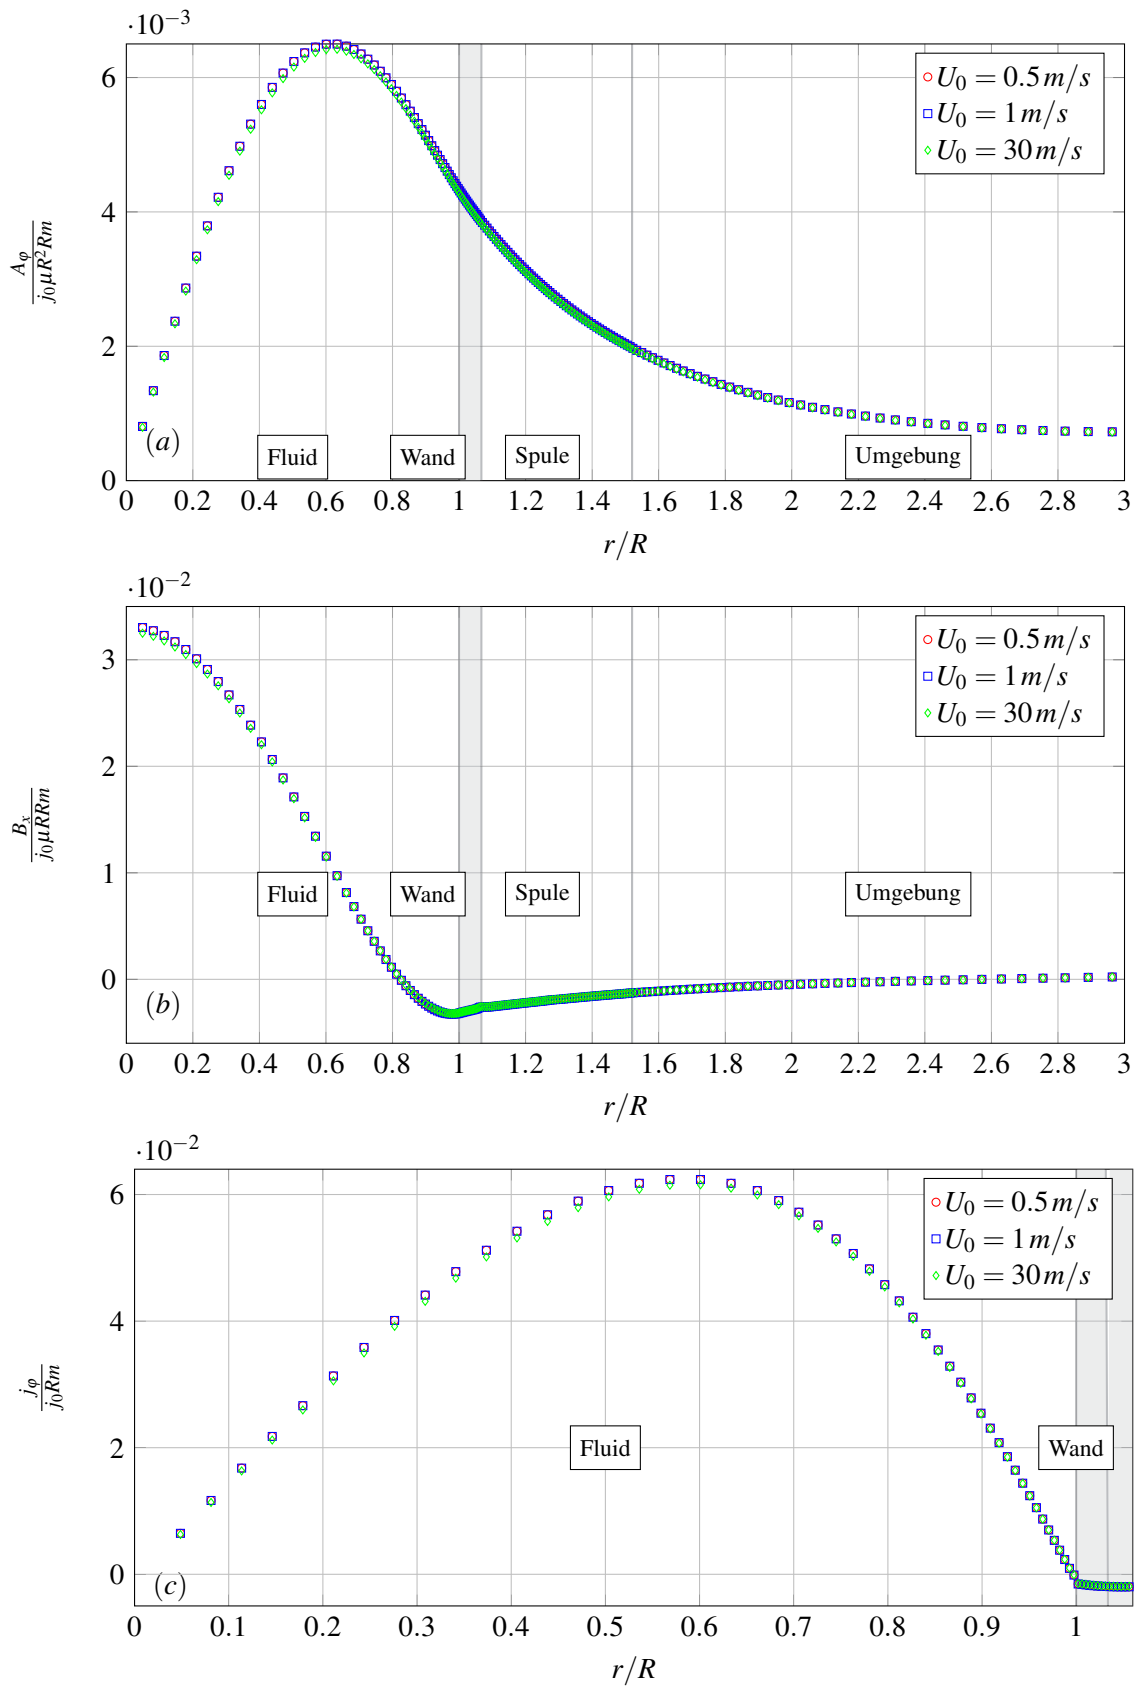 ·10⁻³
6
4
2
0
A_φ / j₀μR²Rm
U₀ = 0.5 m/s
U₀ = 1 m/s
U₀ = 30 m/s
(a)
Fluid Wand Spule Umgebung
0 0.2 0.4 0.6 0.8 1 1.2 1.4 1.6 1.8 2 2.2 2.4 2.6 2.8 3
r/R
·10⁻²
3
2
1
0
B_x / j₀μRRm
U₀ = 0.5 m/s
U₀ = 1 m/s
U₀ = 30 m/s
Fluid Wand Spule Umgebung
(b)
0 0.2 0.4 0.6 0.8 1 1.2 1.4 1.6 1.8 2 2.2 2.4 2.6 2.8 3
r/R
·10⁻²
6
4
2
0
j_φ / j₀Rm
U₀ = 0.5 m/s
U₀ = 1 m/s
U₀ = 30 m/s
Fluid Wand
(c)
0 0.1 0.2 0.3 0.4 0.5 0.6 0.7 0.8 0.9 1
r/R